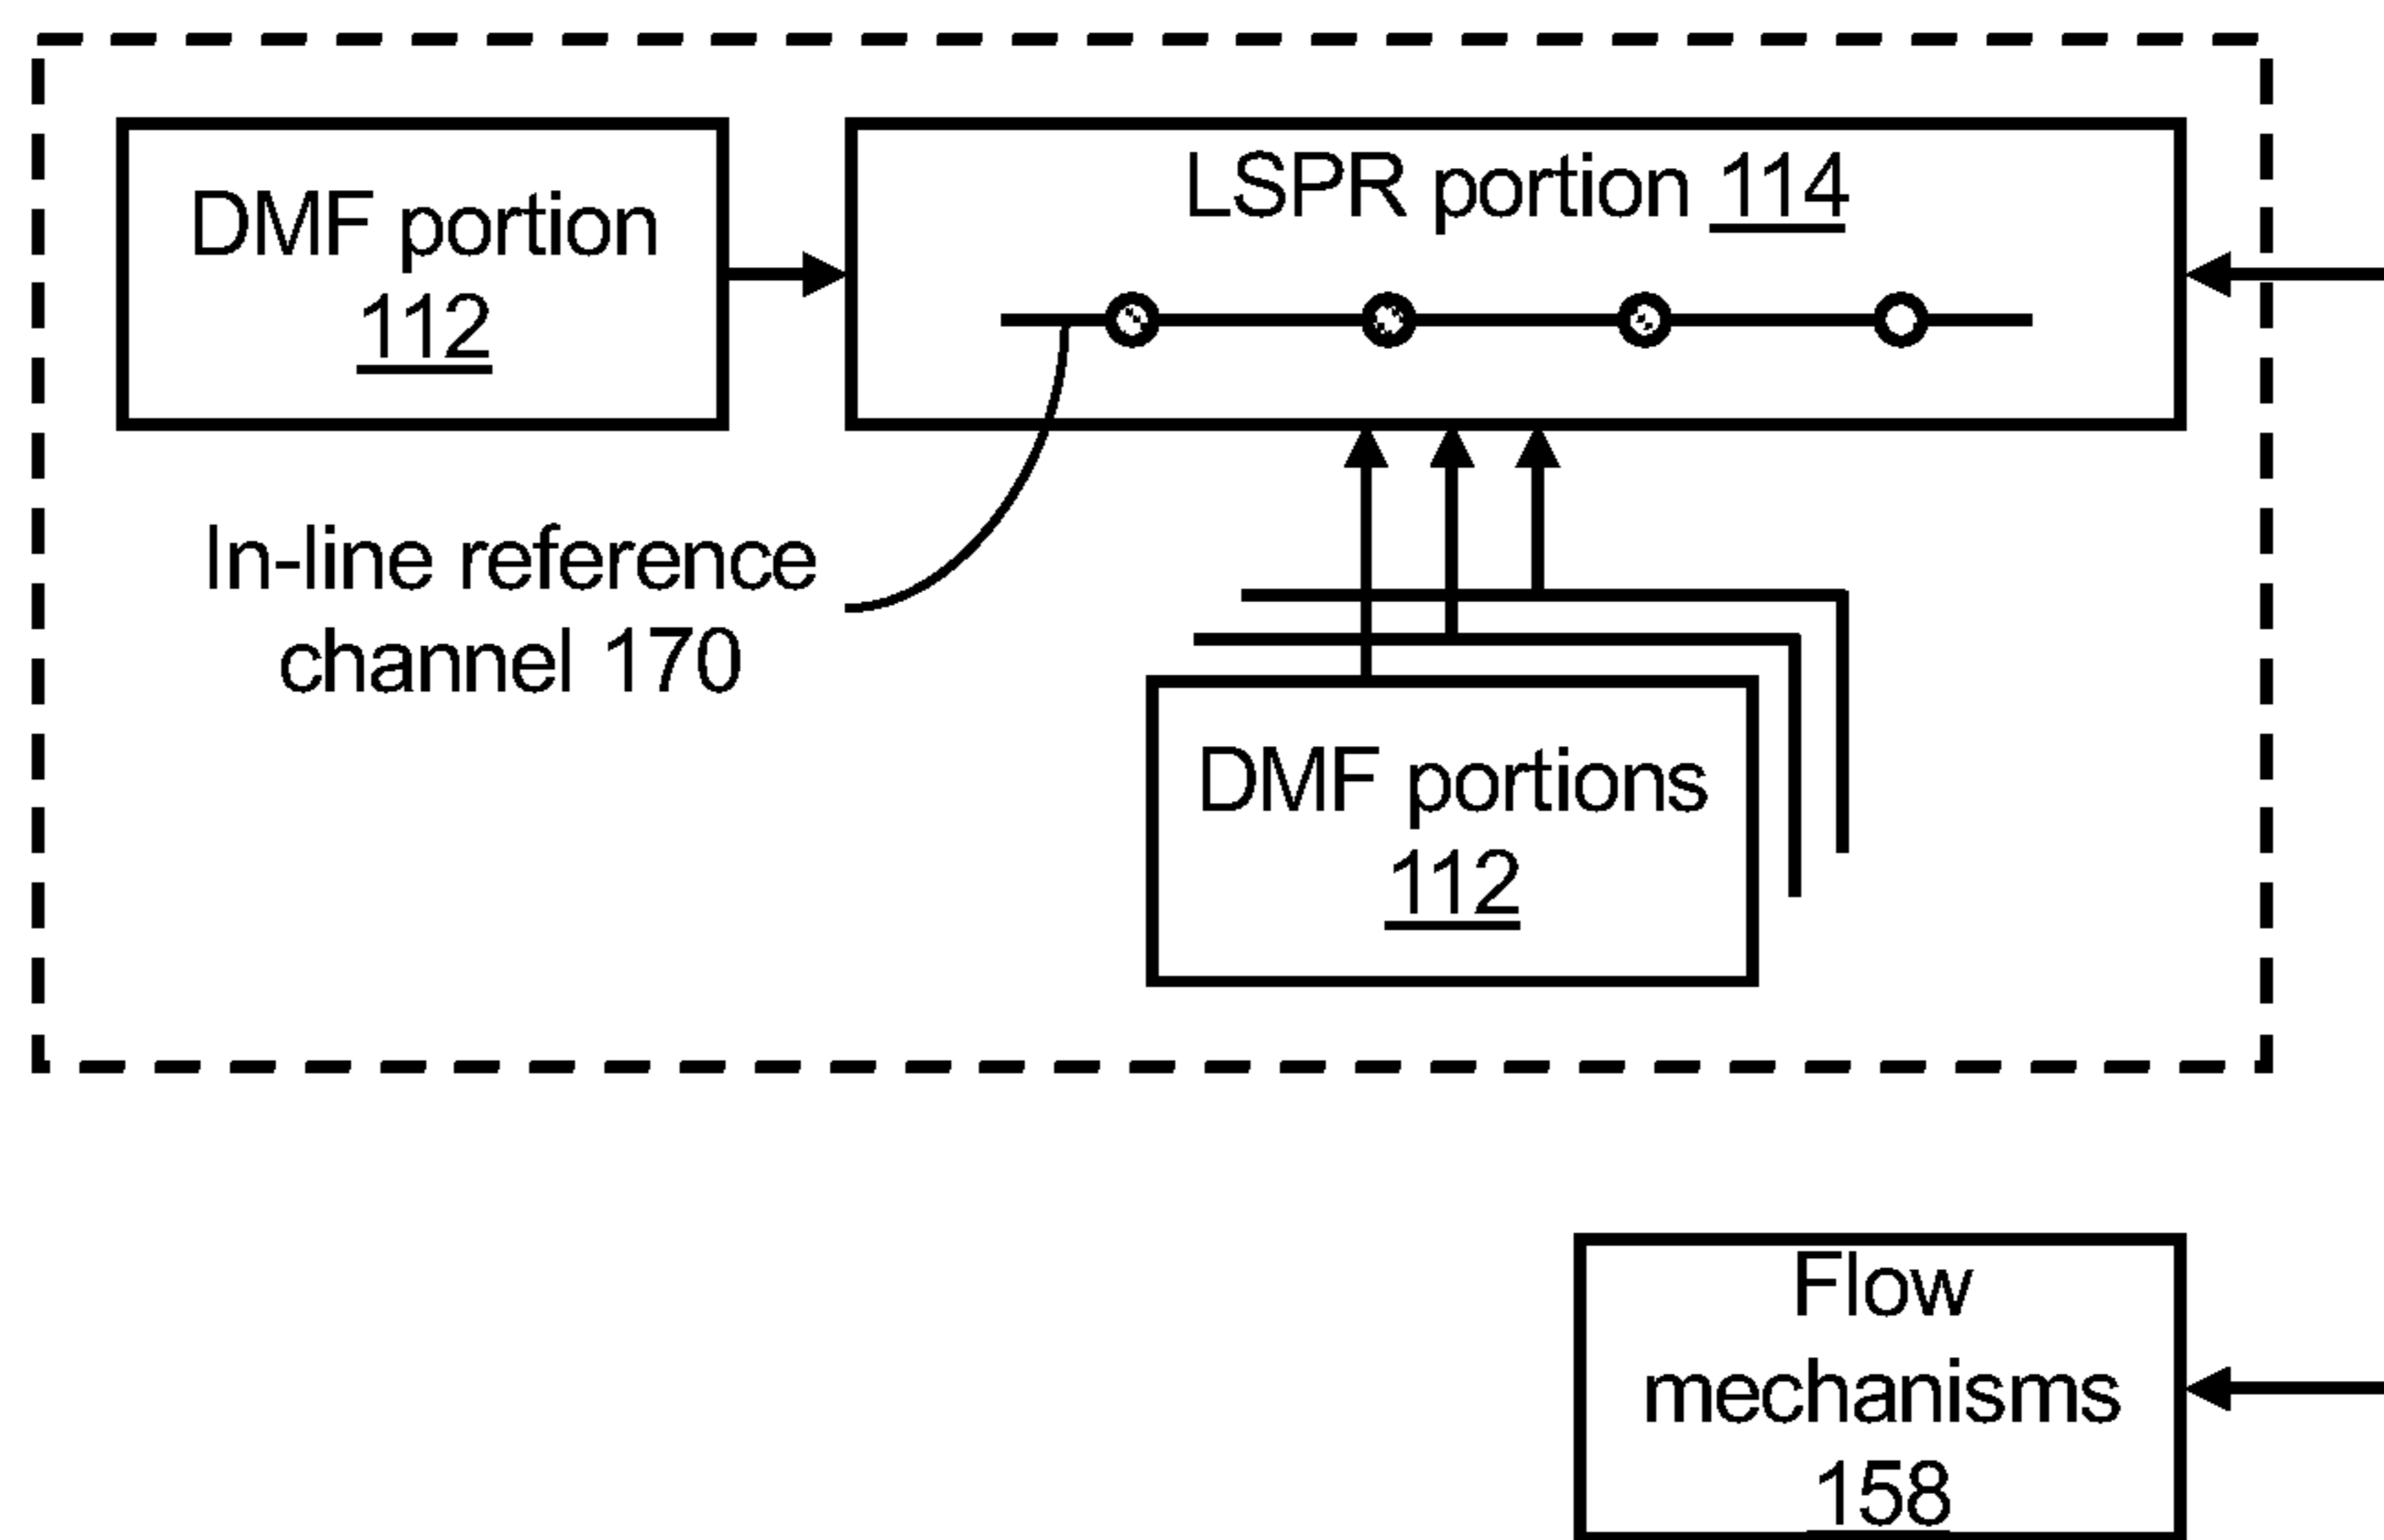 DMF portion
112
LSPR portion 114
In-line reference
channel 170
DMF portions
112
Flow
mechanisms
158